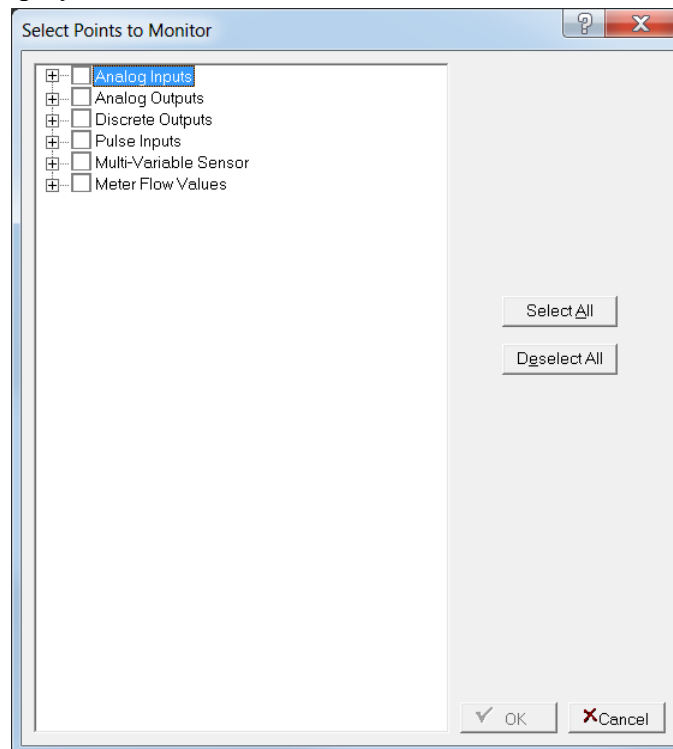 Select Points to Monitor
Analog Inputs
Analog Outputs
Discrete Outputs
Pulse Inputs
Multi-Variable Sensor
Meter Flow Values
Select All
Deselect All
OK
Cancel